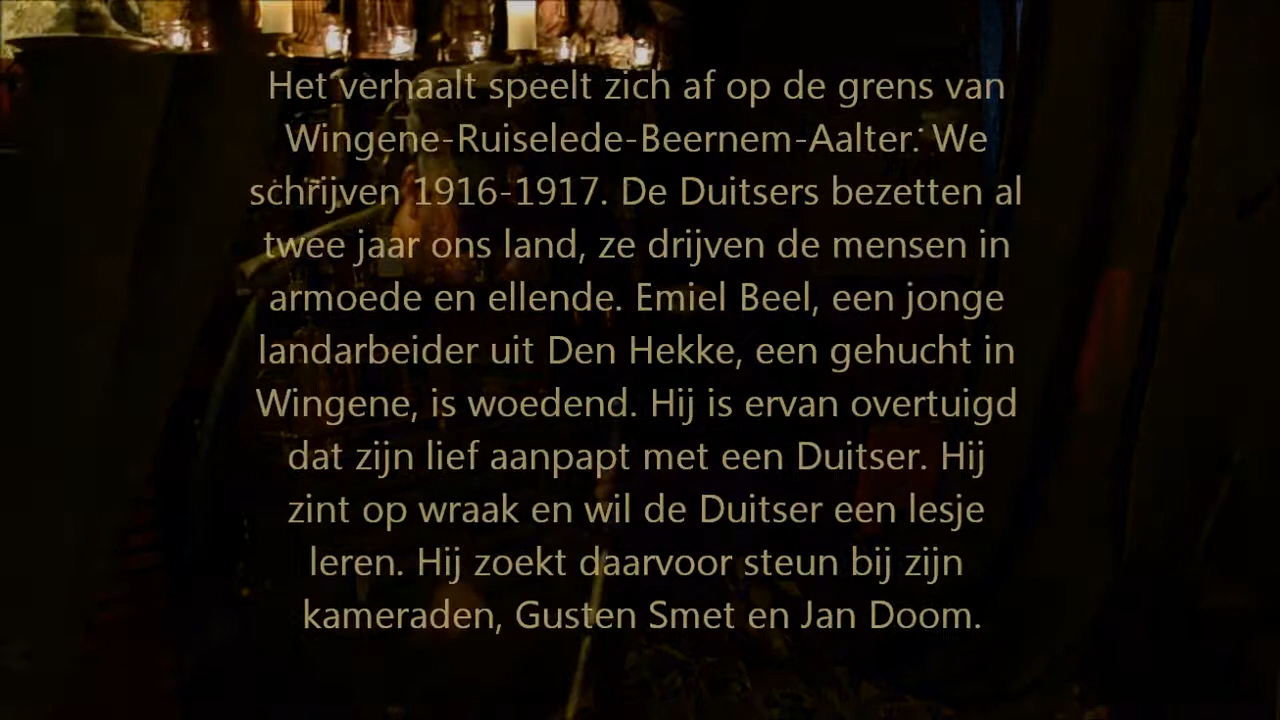 Het verhaalt speelt zich af op de grens van
Wingene-Ruiselede-Beernem-Aalter. We
schrijven 1916-1917. De Duitsers bezetten al
twee jaar ons land, ze drijven de mensen in
armoede en ellende. Emiel Beel, een jonge
landarbeider uit Den Hekke, een gehucht in
Wingene, is woedend. Hij is ervan overtuigd
dat zijn lief aanpapt met een Duitser. Hij
zint op wraak en wil de Duitser een lesje
leren. Hij zoekt daarvoor steun bij zijn
kameraden, Gusten Smet en Jan Doom.